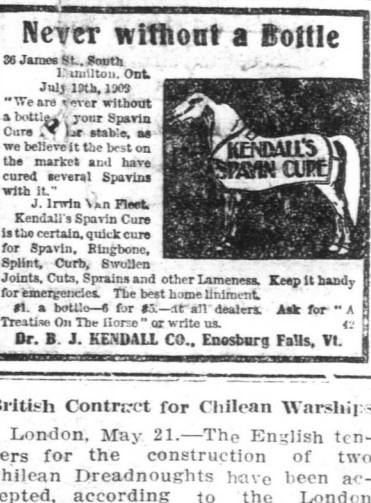 Never without a Bottle
36 James St., South
Hamilton, Ont.
July 19th, 1909
"We are never without
a bottle your Spavin
Cure stable, as
we believe it the best on
the market and have
cured several Spavins
with it."
J. Irwin Van Fleet.
KENDALL'S
SPAVIN CURE
Kendall's Spavin Cure
is the certain, quick cure
for Spavin, Ringbone,
Splint, Curb, Swollen
Joints, Cuts, Sprains and other Lameness. Keep it handy
for emergencies. The best home liniment.
$1. a bottle—6 for $5.—at all dealers. Ask for "A
Treatise On The Horse" or write us. 42
Dr. B. J. KENDALL CO., Enosburg Falls, Vt.
British Contract for Chilean Warships
London, May 21.—The English ten-
ers for the construction of two
hilean Dreadnoughts have been ac-
epted, according to the London